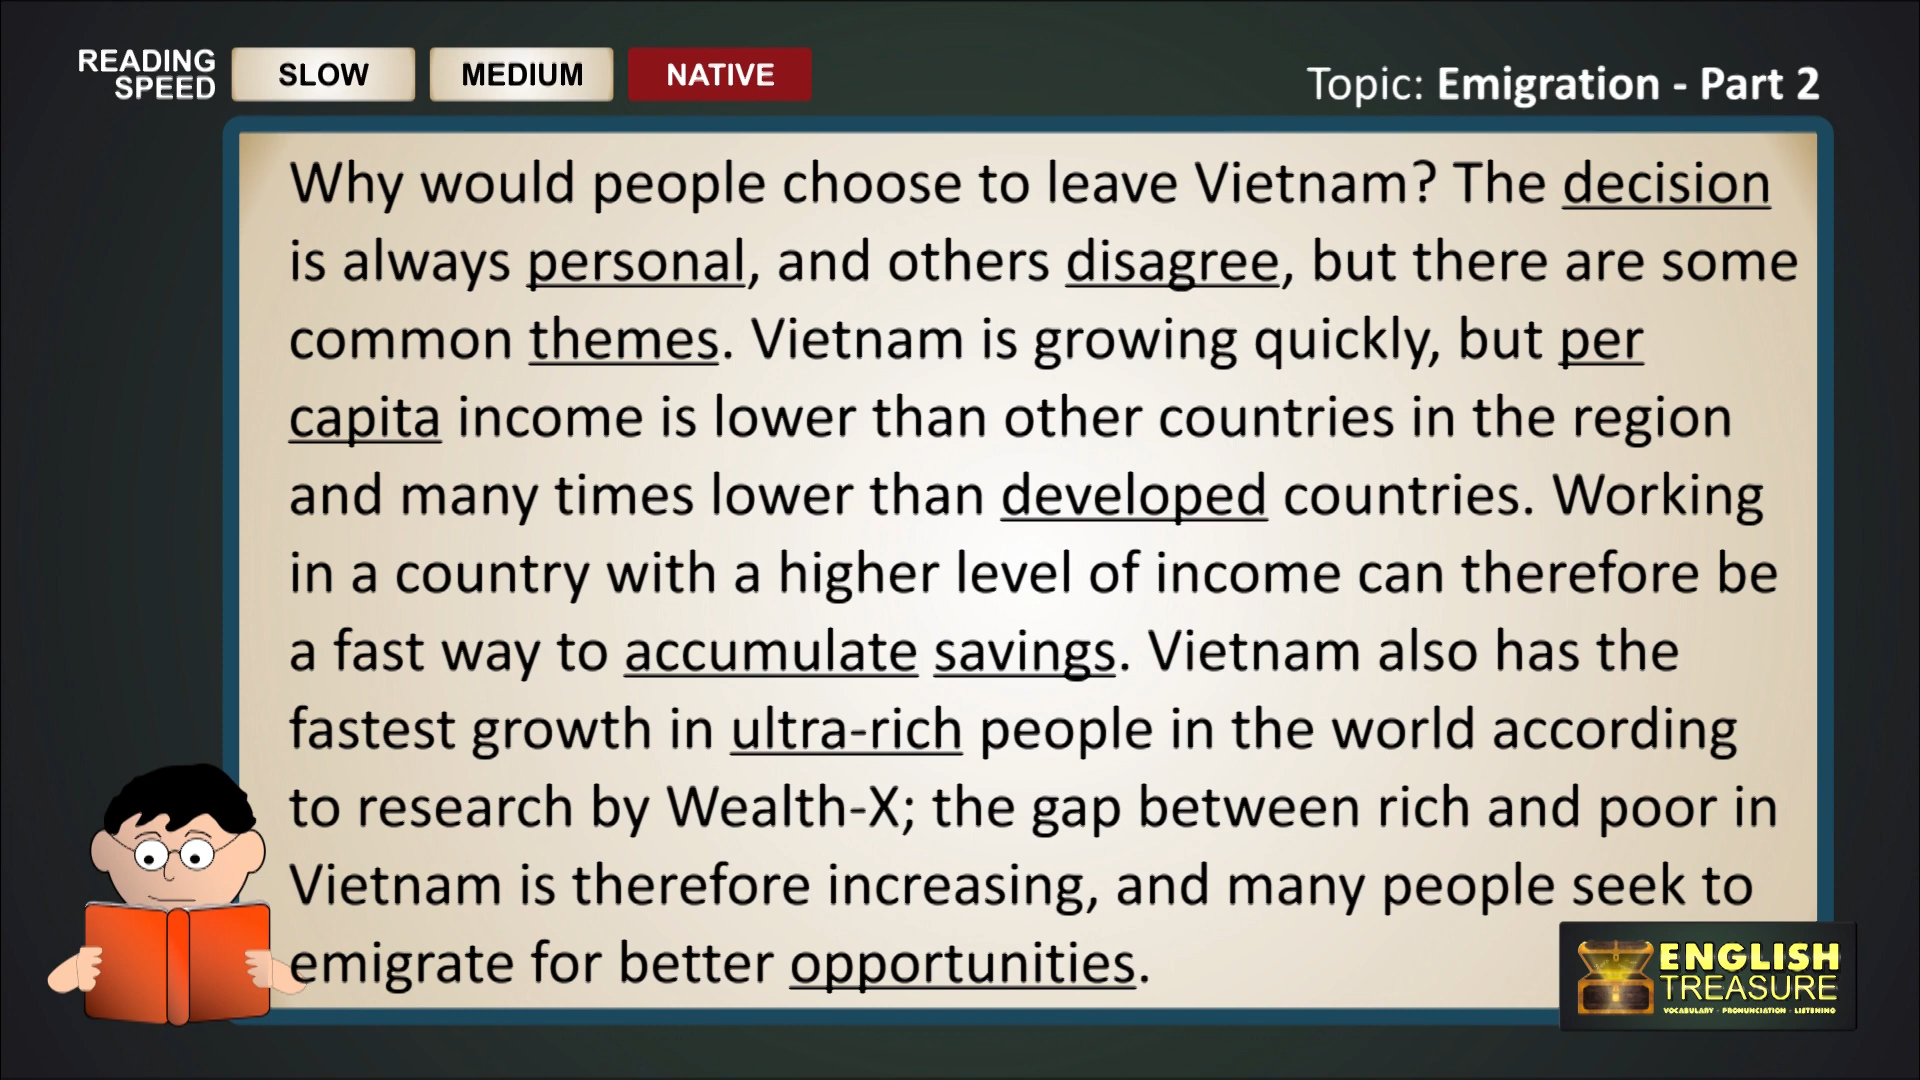 READING SPEED
SLOW
MEDIUM
NATIVE
Topic: Emigration - Part 2
Why would people choose to leave Vietnam? The decision
is always personal, and others disagree, but there are some
common themes. Vietnam is growing quickly, but per
capita income is lower than other countries in the region
and many times lower than developed countries. Working
in a country with a higher level of income can therefore be
a fast way to accumulate savings. Vietnam also has the
fastest growth in ultra-rich people in the world according
to research by Wealth-X; the gap between rich and poor in
Vietnam is therefore increasing, and many people seek to
emigrate for better opportunities.
ENGLISH
TREASURE
VOCABULARY - PRONUNCIATION - LISTENING